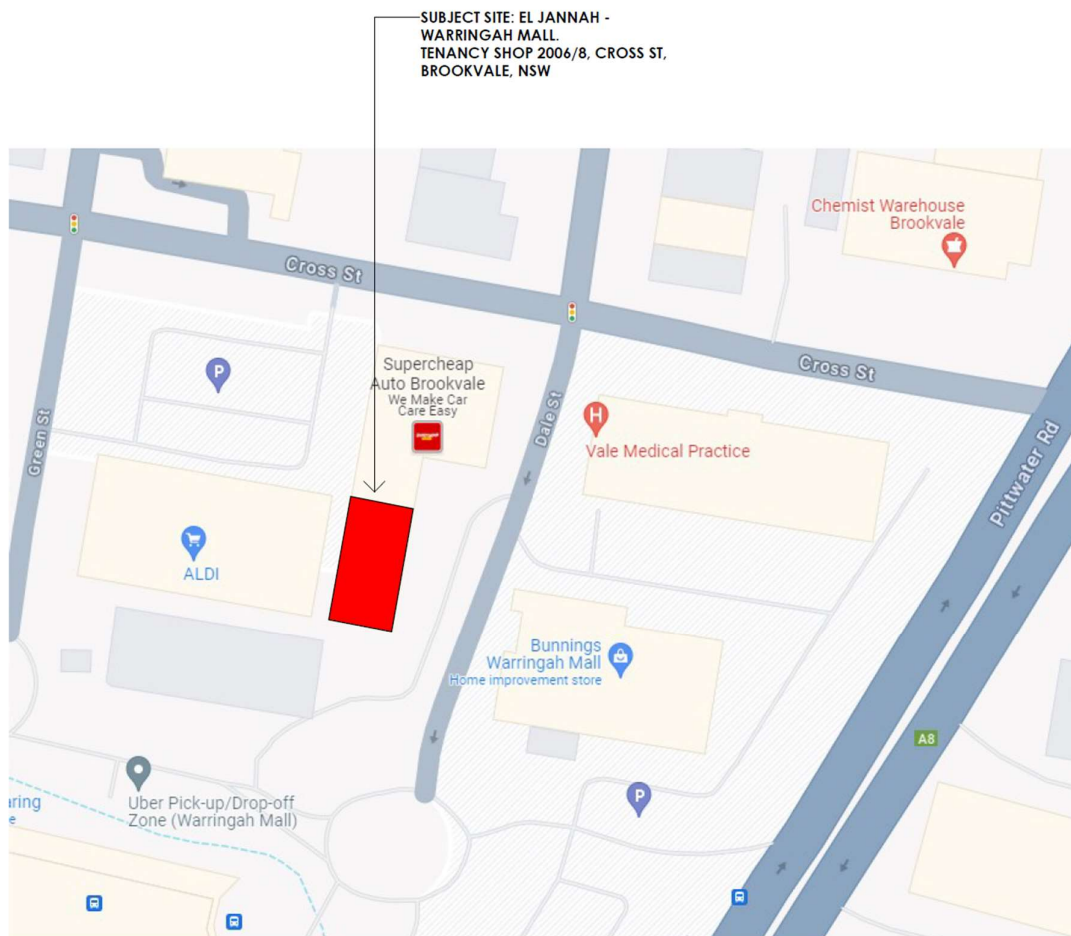 SUBJECT SITE: EL JANNAH -
WARRINGAH MALL.
TENANCY SHOP 2006/8, CROSS ST,
BROOKVALE, NSW
Chemist Warehouse
Brookvale
Cross St
Supercheap
Auto Brookvale
We Make Car
Care Easy
P
Cross St
Green St
Dale St
H
Vale Medical Practice
Pittwater Rd
ALDI
Bunnings
Warringah Mall
Home improvement store
A8
P
Uber Pick-up/Drop-off
Zone (Warringah Mall)
aring
e